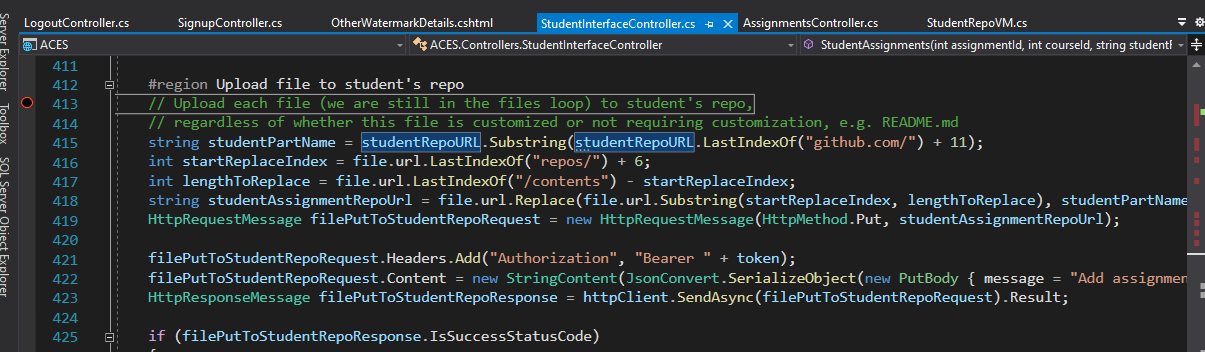 LogoutController.cs SignupController.cs OtherWatermarkDetails.cshtml StudentInterfaceController.cs AssignmentsController.cs StudentRepoVM.cs
ACES ACES.Controllers.StudentInterfaceController StudentAssignments(int assignmentId, int courseId, string student
Server Explorer
Toolbox
SQL Server Object Explorer
411
412 #region Upload file to student's repo
413 // Upload each file (we are still in the files loop) to student's repo,
414 // regardless of whether this file is customized or not requiring customization, e.g. README.md
415 string studentPartName = studentRepoURL.Substring(studentRepoURL.LastIndexOf("github.com/") + 11);
416 int startReplaceIndex = file.url.LastIndexOf("repos/") + 6;
417 int lengthToReplace = file.url.LastIndexOf("/contents") - startReplaceIndex;
418 string studentAssignmentRepoUrl = file.url.Replace(file.url.Substring(startReplaceIndex, lengthToReplace), studentPartName
419 HttpRequestMessage filePutToStudentRepoRequest = new HttpRequestMessage(HttpMethod.Put, studentAssignmentRepoUrl);
420
421 filePutToStudentRepoRequest.Headers.Add("Authorization", "Bearer " + token);
422 filePutToStudentRepoRequest.Content = new StringContent(JsonConvert.SerializeObject(new PutBody { message = "Add assignmen
423 HttpResponseMessage filePutToStudentRepoResponse = httpClient.SendAsync(filePutToStudentRepoRequest).Result;
424
425 if (filePutToStudentRepoResponse.IsSuccessStatusCode)